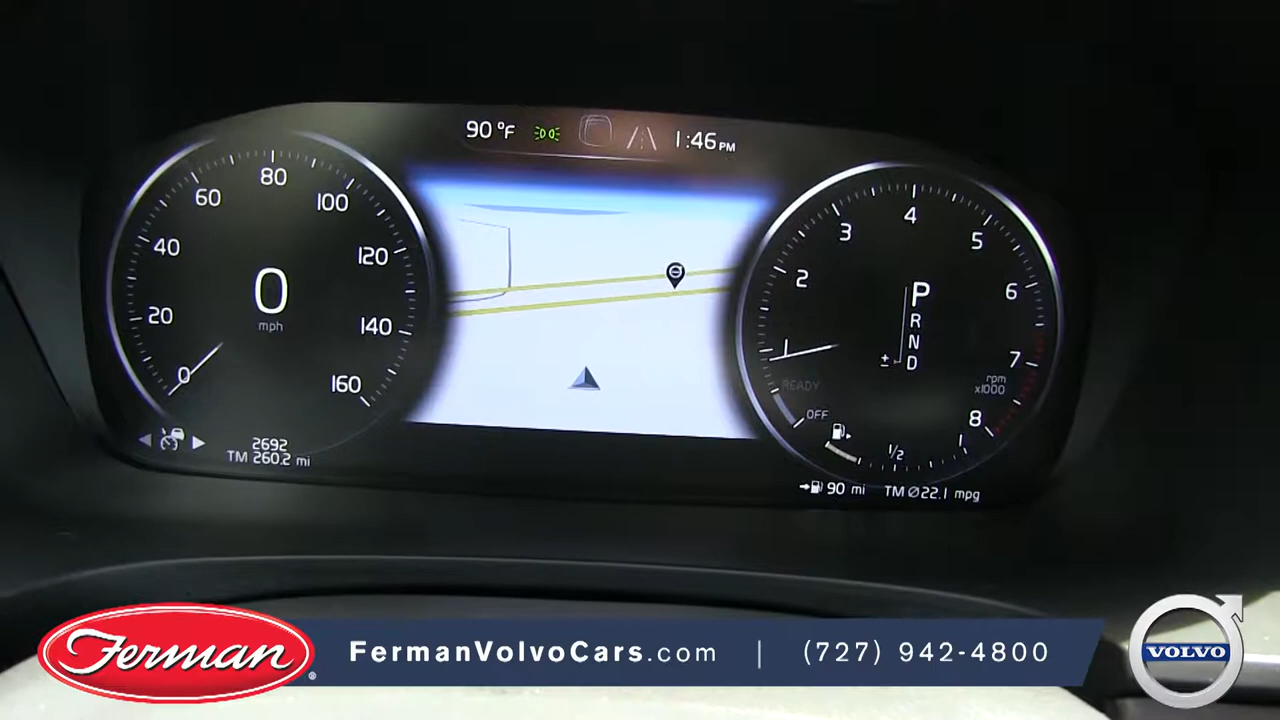 90 °F 1:46 PM
0 20 40 60 80 100 120 140 160
0
mph
2692
TM 260.2 mi
1 2 3 4 5 6 7 8
P
R
N
± D
rpm
x1000
READY
OFF
1/2
90 mi TM Ø22.1 mpg
Ferman®
FermanVolvoCars.com | (727) 942-4800
VOLVO